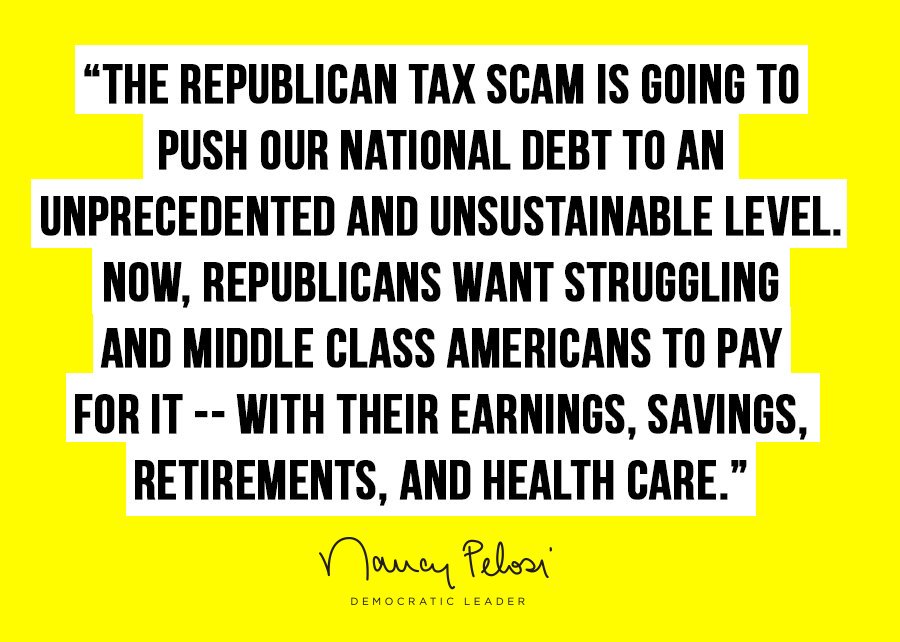 “THE REPUBLICAN TAX SCAM IS GOING TO
PUSH OUR NATIONAL DEBT TO AN
UNPRECEDENTED AND UNSUSTAINABLE LEVEL.
NOW, REPUBLICANS WANT STRUGGLING
AND MIDDLE CLASS AMERICANS TO PAY
FOR IT -- WITH THEIR EARNINGS, SAVINGS,
RETIREMENTS, AND HEALTH CARE.”
Nancy Pelosi
DEMOCRATIC LEADER